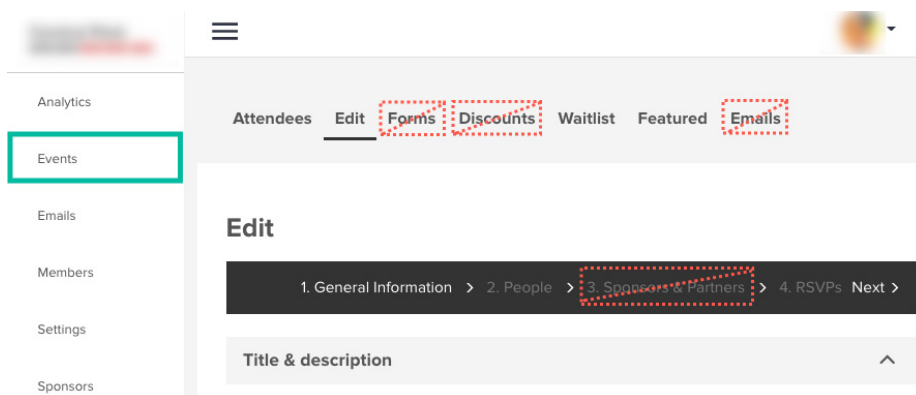 Analytics
Events
Emails
Members
Settings
Sponsors
Attendees Edit Forms Discounts Waitlist Featured Emails
Edit
1. General Information > 2. People > 3. Sponsors & Partners > 4. RSVPs Next >
Title & description